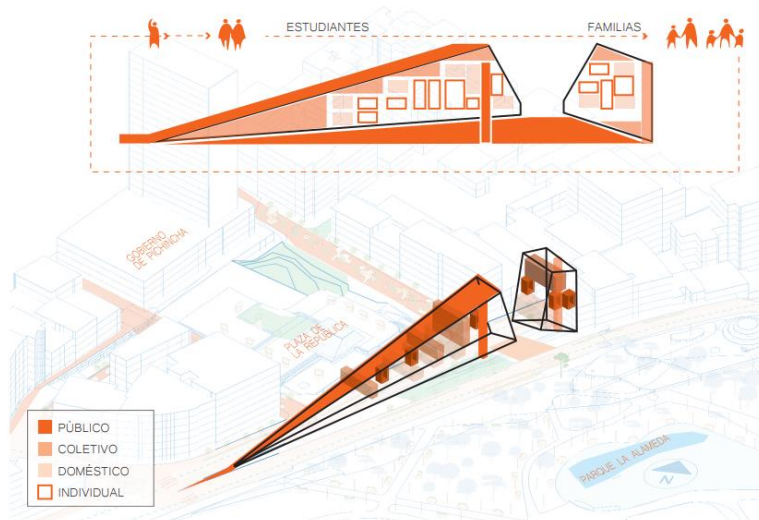 ESTUDIANTES
FAMILIAS
GOBIERNO
DE PICHINCHA
PLAZA DE
LA REPÚBLICA
PÚBLICO
COLETIVO
DOMÉSTICO
INDIVIDUAL
PARQUE LA ALAMEDA
N